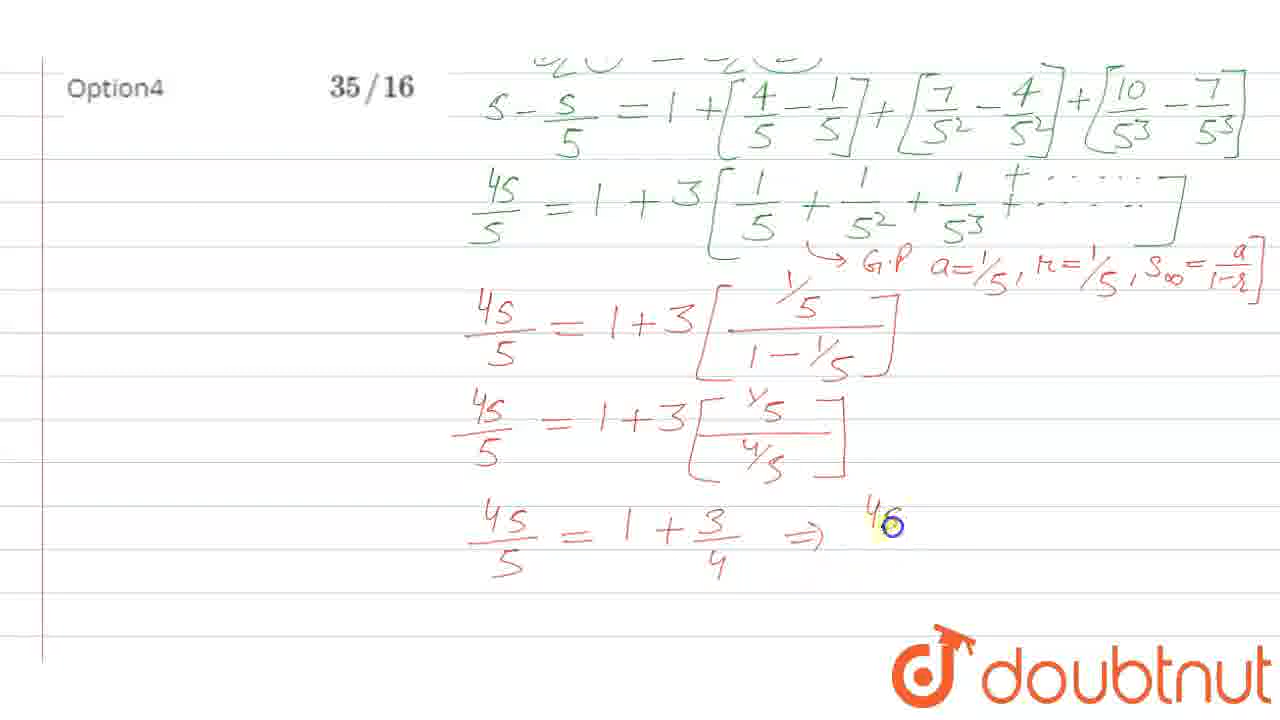 Option4 35/16
S - S/5 = 1 + [4/5 - 1/5] + [7/5² - 4/5²] + [10/5³ - 7/5³]
+ ......
4S/5 = 1 + 3 [1/5 + 1/5² + 1/5³ + ......]
G.P a = 1/5, r = 1/5, S∞ = a/1-r]
4S/5 = 1 + 3 [1/5 / 1 - 1/5]
4S/5 = 1 + 3 [1/5 / 4/5]
4S/5 = 1 + 3/4 ⇒ 4S
doubtnut